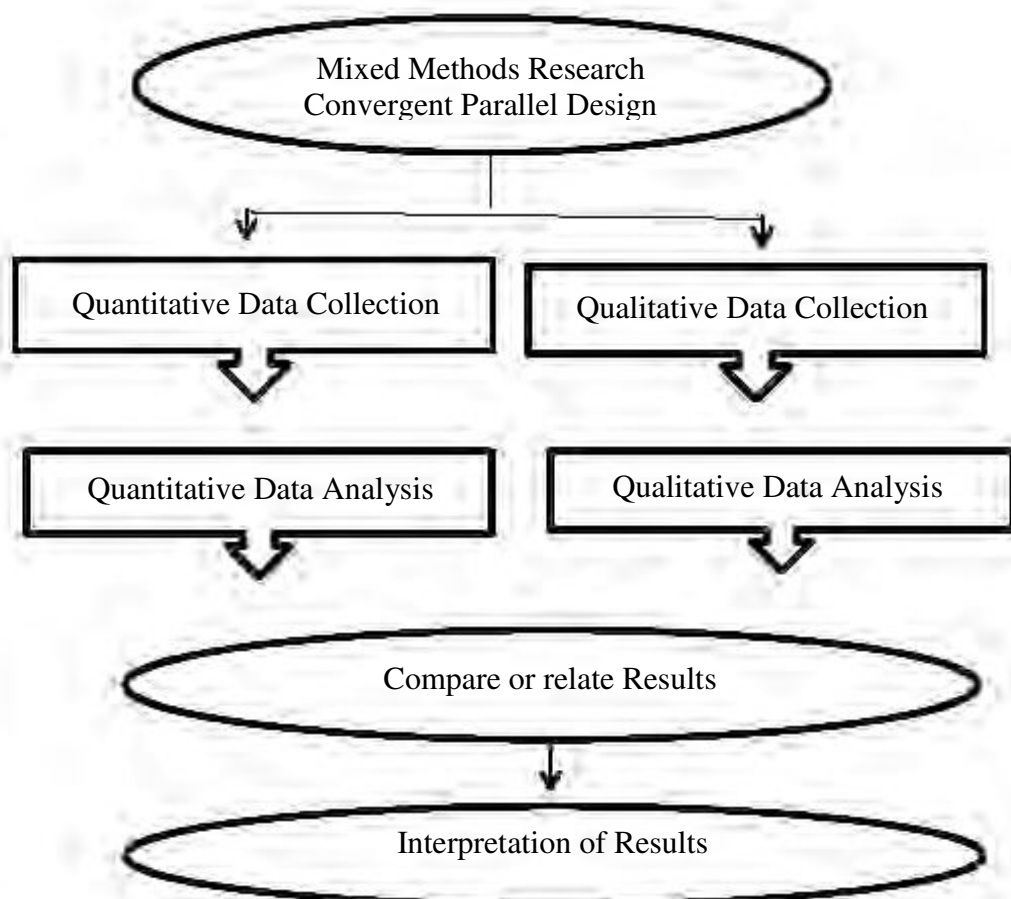 Mixed Methods Research
Convergent Parallel Design
Quantitative Data Collection
Qualitative Data Collection
Quantitative Data Analysis
Qualitative Data Analysis
Compare or relate Results
Interpretation of Results